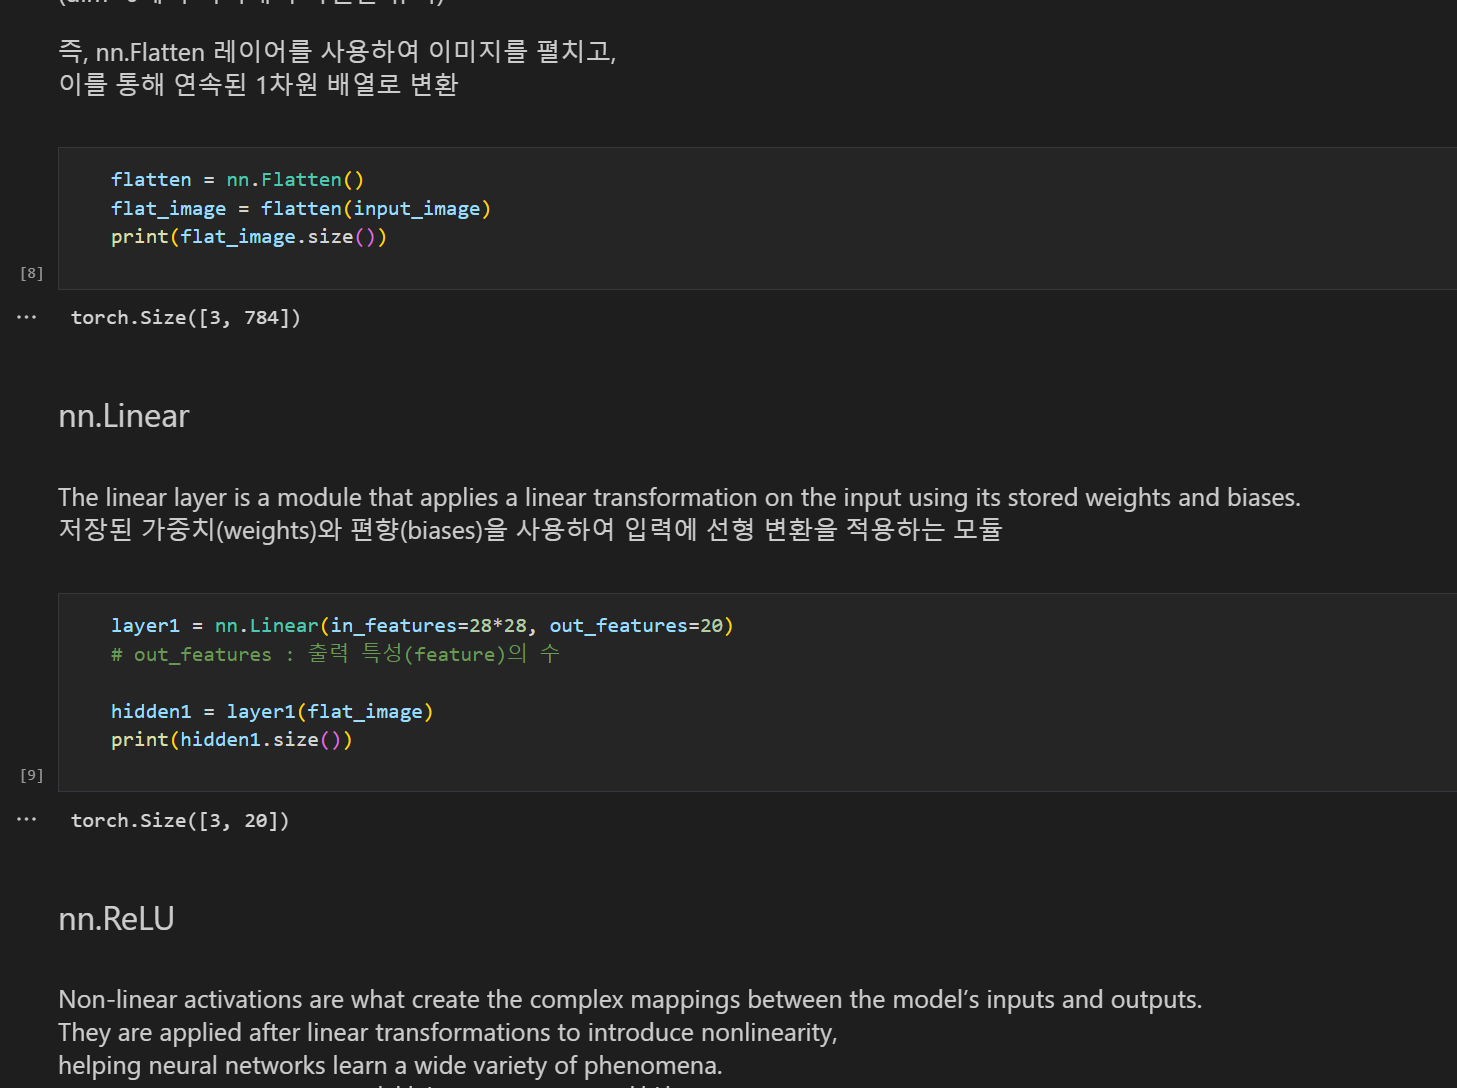 즉, nn.Flatten 레이어를 사용하여 이미지를 펼치고,
이를 통해 연속된 1차원 배열로 변환
flatten = nn.Flatten()
flat_image = flatten(input_image)
print(flat_image.size())
[8]
... torch.Size([3, 784])
nn.Linear
The linear layer is a module that applies a linear transformation on the input using its stored weights and biases.
저장된 가중치(weights)와 편향(biases)을 사용하여 입력에 선형 변환을 적용하는 모듈
layer1 = nn.Linear(in_features=28*28, out_features=20)
# out_features : 출력 특성(feature)의 수
hidden1 = layer1(flat_image)
print(hidden1.size())
[9]
... torch.Size([3, 20])
nn.ReLU
Non-linear activations are what create the complex mappings between the model’s inputs and outputs.
They are applied after linear transformations to introduce nonlinearity,
helping neural networks learn a wide variety of phenomena.